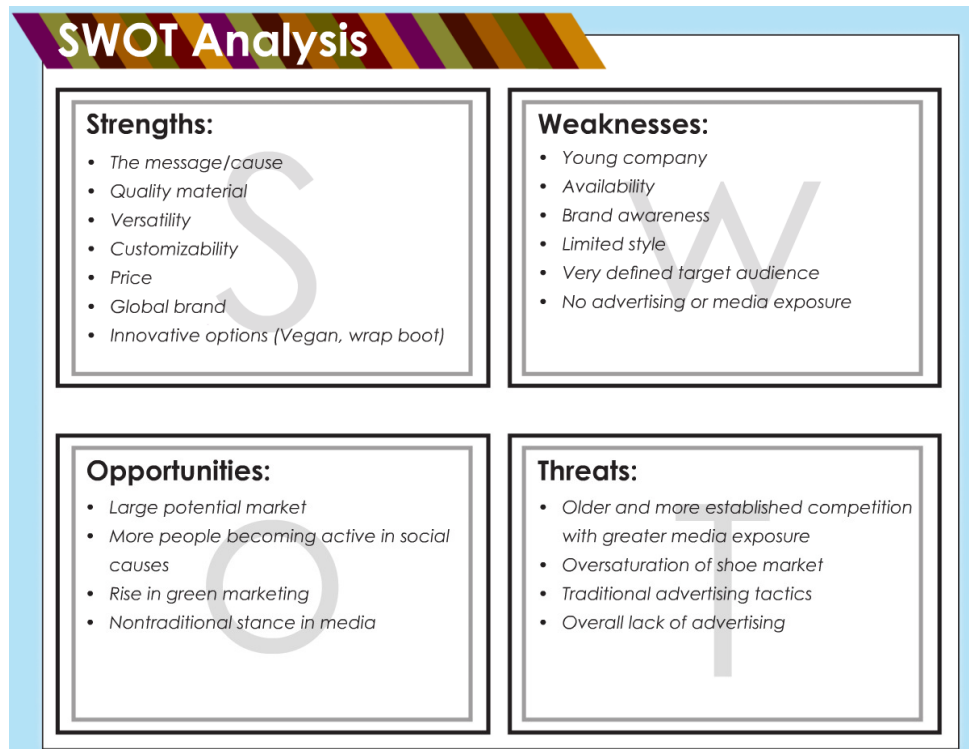 SWOT Analysis
Strengths:
• The message/cause
• Quality material
• Versatility
• Customizability
• Price
• Global brand
• Innovative options (Vegan, wrap boot)
S
Weaknesses:
• Young company
• Availability
• Brand awareness
• Limited style
• Very defined target audience
• No advertising or media exposure
W
Opportunities:
• Large potential market
• More people becoming active in social
causes
• Rise in green marketing
• Nontraditional stance in media
O
Threats:
• Older and more established competition
with greater media exposure
• Oversaturation of shoe market
• Traditional advertising tactics
• Overall lack of advertising
T